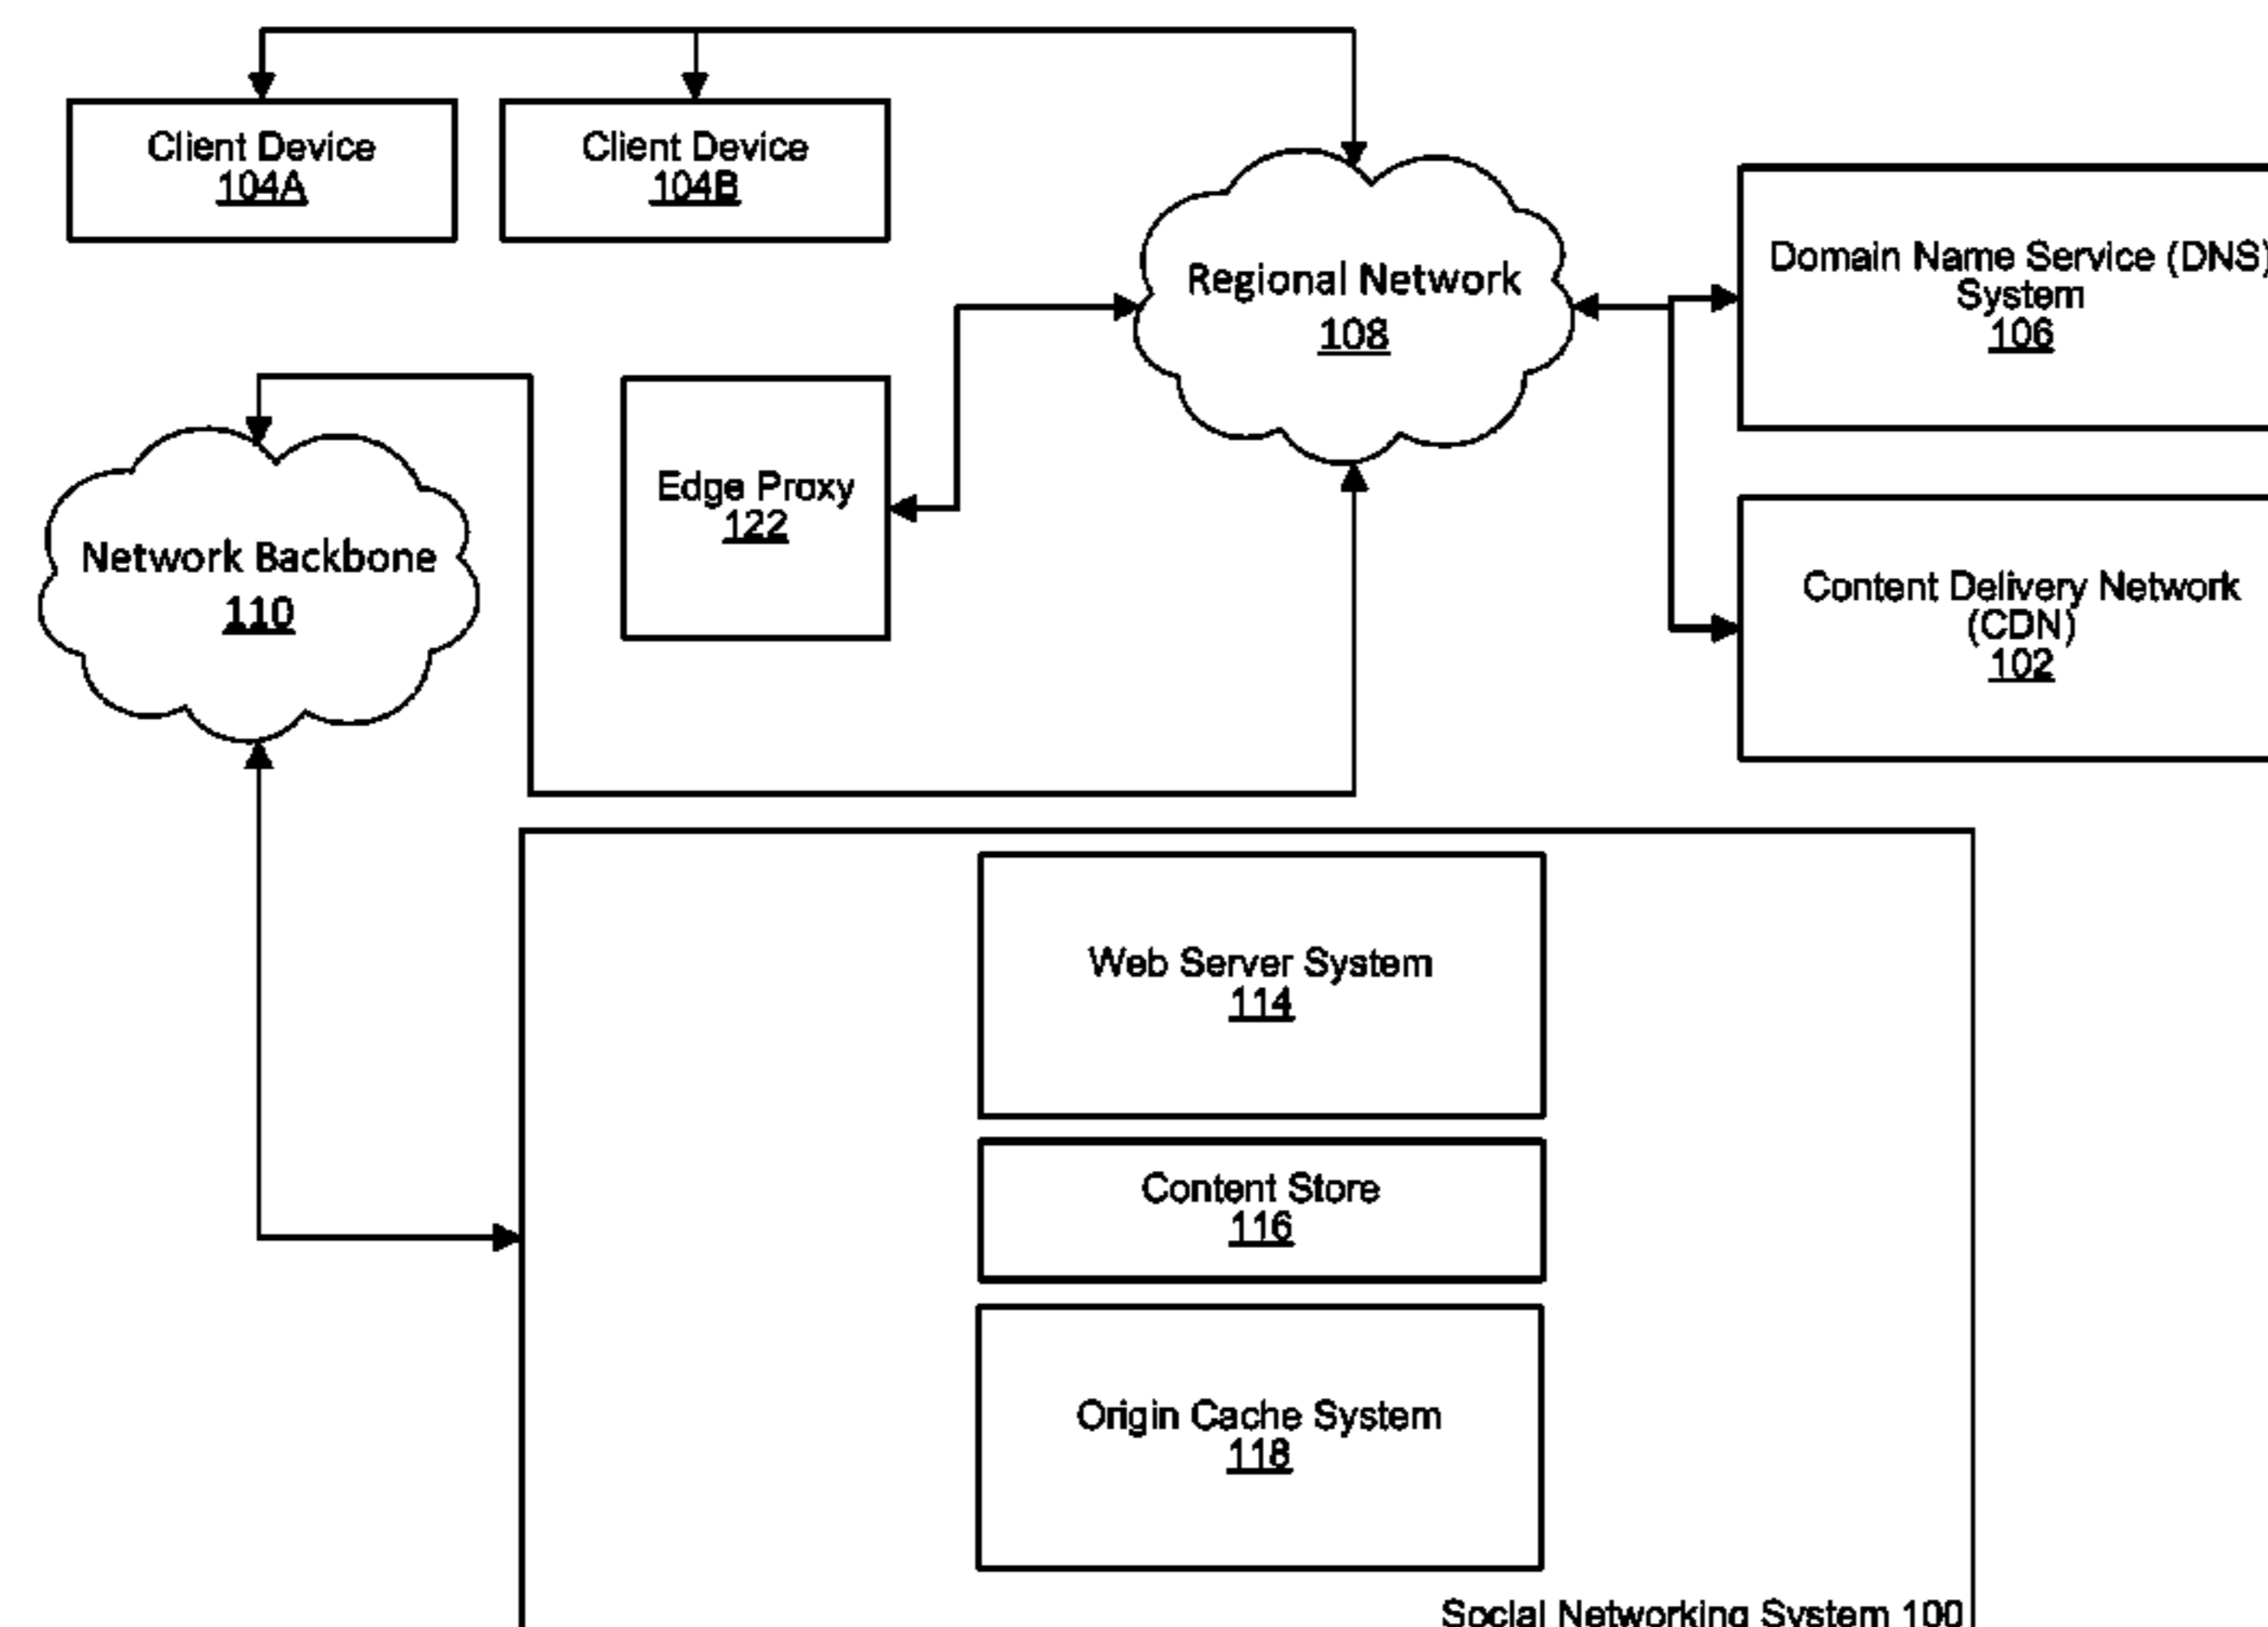 Client Device
104A
Client Device
104B
Regional Network
108
Domain Name Service (DNS)
System
106
Edge Proxy
122
Network Backbone
110
Content Delivery Network
(CDN)
102
Web Server System
114
Content Store
116
Origin Cache System
118
Social Networking System 100